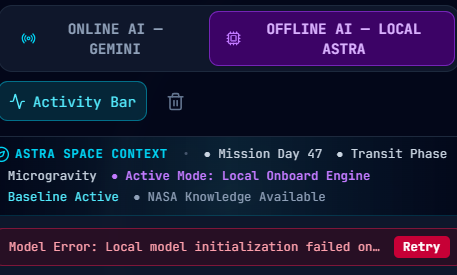 ONLINE AI — GEMINI
OFFLINE AI — LOCAL ASTRA
Activity Bar
ASTRA SPACE CONTEXT • ● Mission Day 47 ● Transit Phase
Microgravity ● Active Mode: Local Onboard Engine
Baseline Active ● NASA Knowledge Available
Model Error: Local model initialization failed on… Retry